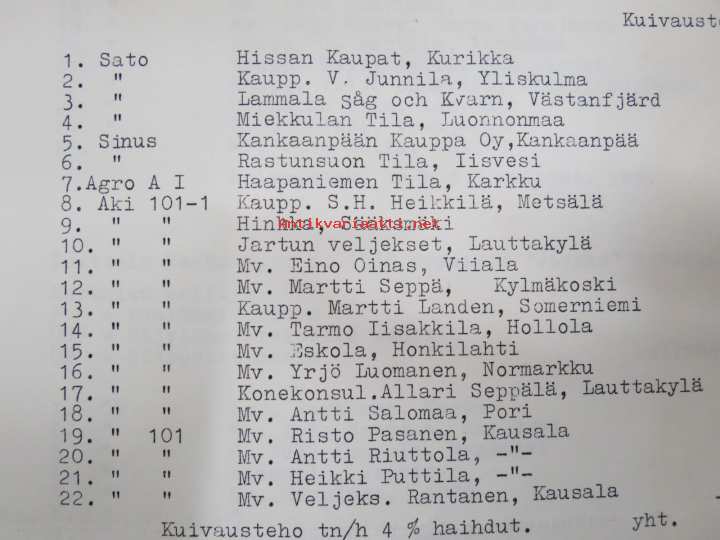 Kuivauste
1. Sato Hissan Kaupat, Kurikka
2. " Kaupp. V. Junnila, Yliskulma
3. " Lammala Såg och Kvarn, Västanfjärd
4. " Miekkulan Tila, Luonnonmaa
5. Sinus Kankaanpään Kauppa Oy,Kankaanpää
6. " Rastunsuon Tila, Iisvesi
7.Agro A I Haapaniemen Tila, Karkku
8. Aki 101-1 Kaupp. S.H. Heikkilä, Metsälä
9. " " Hinkka, Sääksmäki
Antikvariaatti.net
10. " " Jartun veljekset, Lauttakylä
11. " " Mv. Eino Oinas, Viiala
12. " " Mv. Martti Seppä, Kylmäkoski
13. " " Kaupp. Martti Landen, Somerniemi
14. " " Mv. Tarmo Iisakkila, Hollola
15. " " Mv. Eskola, Honkilahti
16. " " Mv. Yrjö Luomanen, Normarkku
17. " " Konekonsul.Allari Seppälä, Lauttakylä
18. " " Mv. Antti Salomaa, Pori
19. " 101 Mv. Risto Pasanen, Kausala
20. " " Mv. Antti Riuttola, -"-
21. " " Mv. Heikki Puttila, -"-
22. " " Mv. Veljeks. Rantanen, Kausala
Kuivausteho tn/h 4 % haihdut. yht.